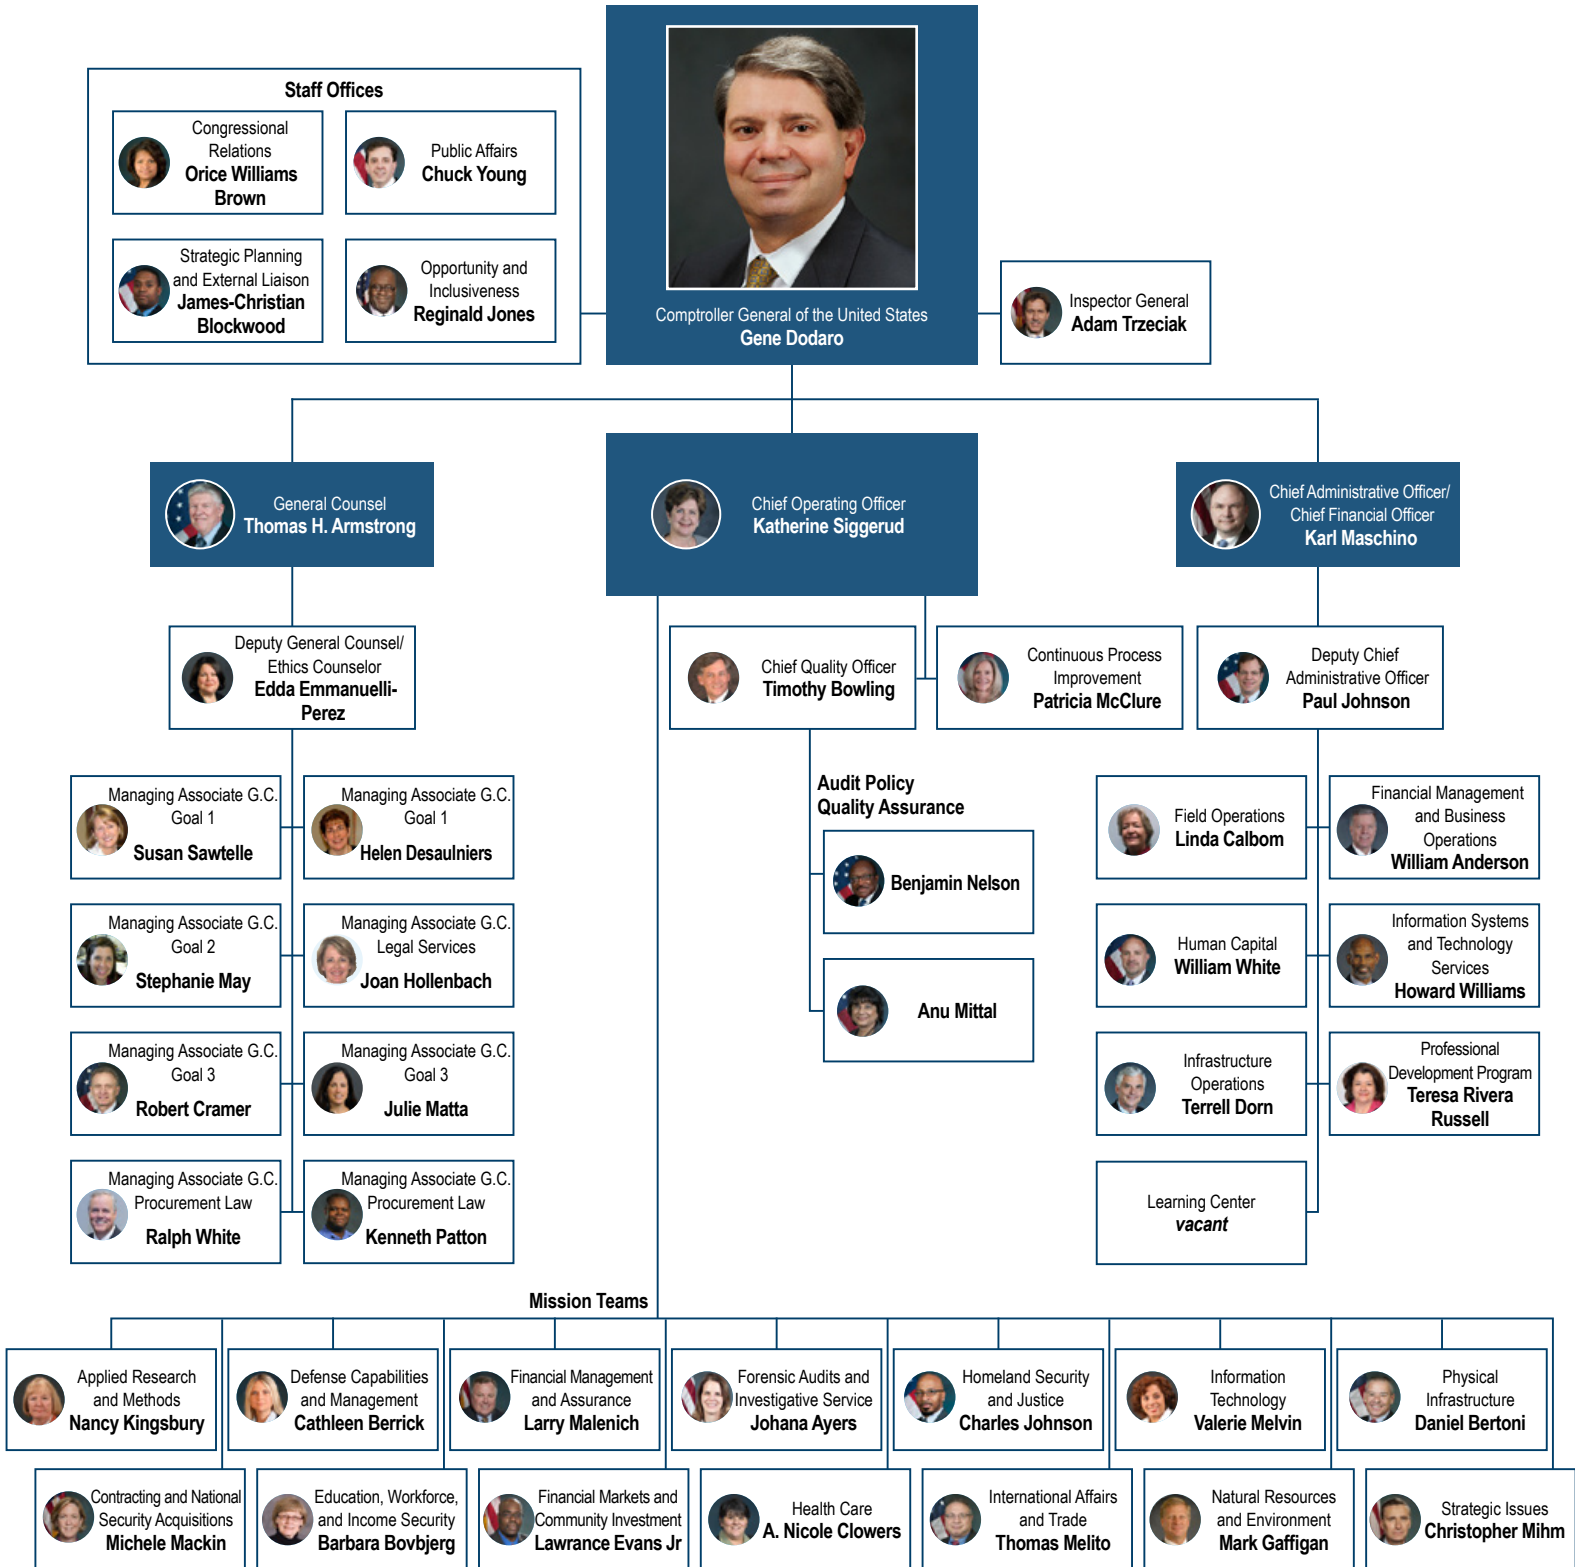 Staff Offices
Congressional
Relations
Orice Williams
Brown
Public Affairs
Chuck Young
Strategic Planning
and External Liaison
James-Christian
Blockwood
Opportunity and
Inclusiveness
Reginald Jones
Comptroller General of the United States
Gene Dodaro
Inspector General
Adam Trzeciak
General Counsel
Thomas H. Armstrong
Chief Operating Officer
Katherine Siggerud
Chief Administrative Officer/
Chief Financial Officer
Karl Maschino
Deputy General Counsel/
Ethics Counselor
Edda Emmanuelli-
Perez
Chief Quality Officer
Timothy Bowling
Continuous Process
Improvement
Patricia McClure
Deputy Chief
Administrative Officer
Paul Johnson
Managing Associate G.C.
Goal 1
Susan Sawtelle
Managing Associate G.C.
Goal 1
Helen Desaulniers
Managing Associate G.C.
Goal 2
Stephanie May
Managing Associate G.C.
Legal Services
Joan Hollenbach
Managing Associate G.C.
Goal 3
Robert Cramer
Managing Associate G.C.
Goal 3
Julie Matta
Managing Associate G.C.
Procurement Law
Ralph White
Managing Associate G.C.
Procurement Law
Kenneth Patton
Audit Policy
Quality Assurance
Benjamin Nelson
Anu Mittal
Field Operations
Linda Calbom
Financial Management
and Business
Operations
William Anderson
Human Capital
William White
Information Systems
and Technology
Services
Howard Williams
Infrastructure
Operations
Terrell Dorn
Professional
Development Program
Teresa Rivera
Russell
Learning Center
vacant
Mission Teams
Applied Research
and Methods
Nancy Kingsbury
Defense Capabilities
and Management
Cathleen Berrick
Financial Management
and Assurance
Larry Malenich
Forensic Audits and
Investigative Service
Johana Ayers
Homeland Security
and Justice
Charles Johnson
Information
Technology
Valerie Melvin
Physical
Infrastructure
Daniel Bertoni
Contracting and National
Security Acquisitions
Michele Mackin
Education, Workforce,
and Income Security
Barbara Bovbjerg
Financial Markets and
Community Investment
Lawrance Evans Jr
Health Care
A. Nicole Clowers
International Affairs
and Trade
Thomas Melito
Natural Resources
and Environment
Mark Gaffigan
Strategic Issues
Christopher Mihm